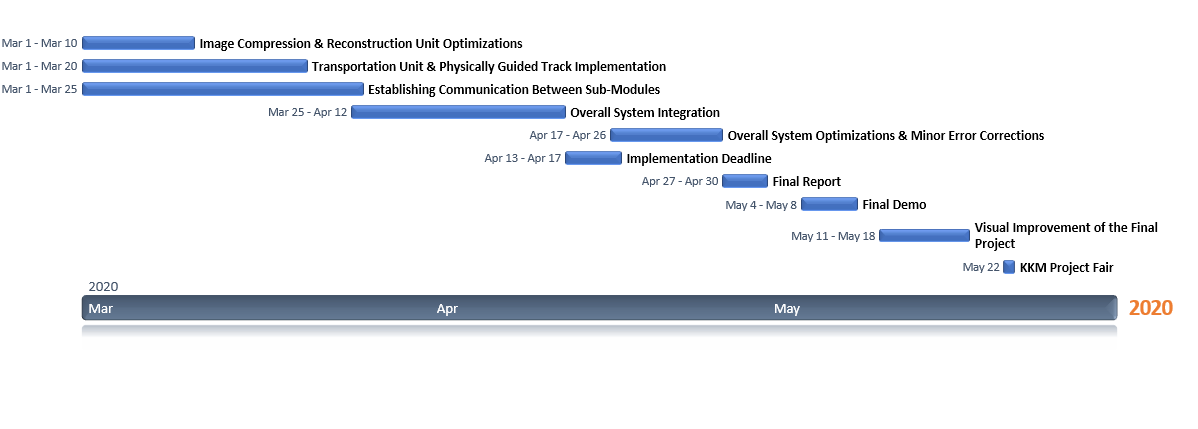 Mar 1 - Mar 10 Image Compression & Reconstruction Unit Optimizations
Mar 1 - Mar 20 Transportation Unit & Physically Guided Track Implementation
Mar 1 - Mar 25 Establishing Communication Between Sub-Modules
Mar 25 - Apr 12 Overall System Integration
Apr 17 - Apr 26 Overall System Optimizations & Minor Error Corrections
Apr 13 - Apr 17 Implementation Deadline
Apr 27 - Apr 30 Final Report
May 4 - May 8 Final Demo
May 11 - May 18 Visual Improvement of the Final
Project
May 22 KKM Project Fair
2020
Mar Apr May 2020